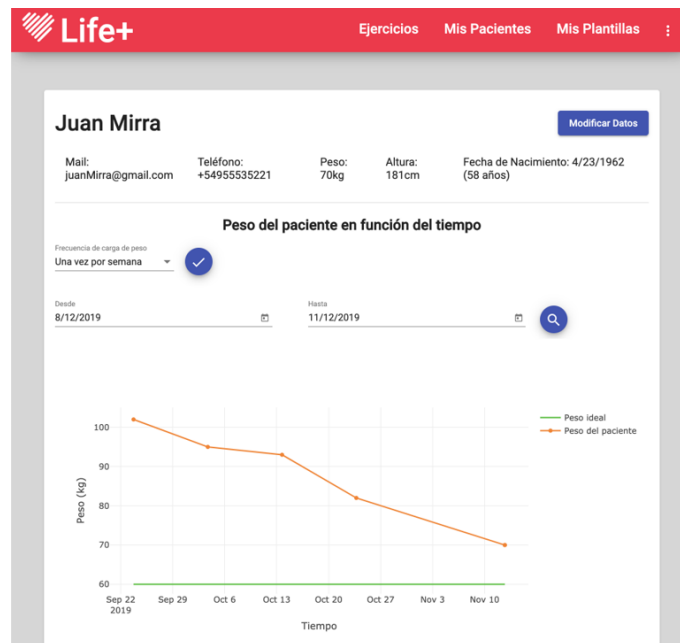 Life+
Ejercicios Mis Pacientes Mis Plantillas
Juan Mirra
Modificar Datos
Mail: Teléfono: Peso: Altura: Fecha de Nacimiento: 4/23/1962
juanMirra@gmail.com +54955535221 70kg 181cm (58 años)
Peso del paciente en función del tiempo
Frecuencia de carga de peso
Una vez por semana
Desde Hasta
8/12/2019 11/12/2019
Peso ideal
Peso del paciente
100
90
80
70
60
Peso (kg)
Sep 22 Sep 29 Oct 6 Oct 13 Oct 20 Oct 27 Nov 3 Nov 10
2019
Tiempo